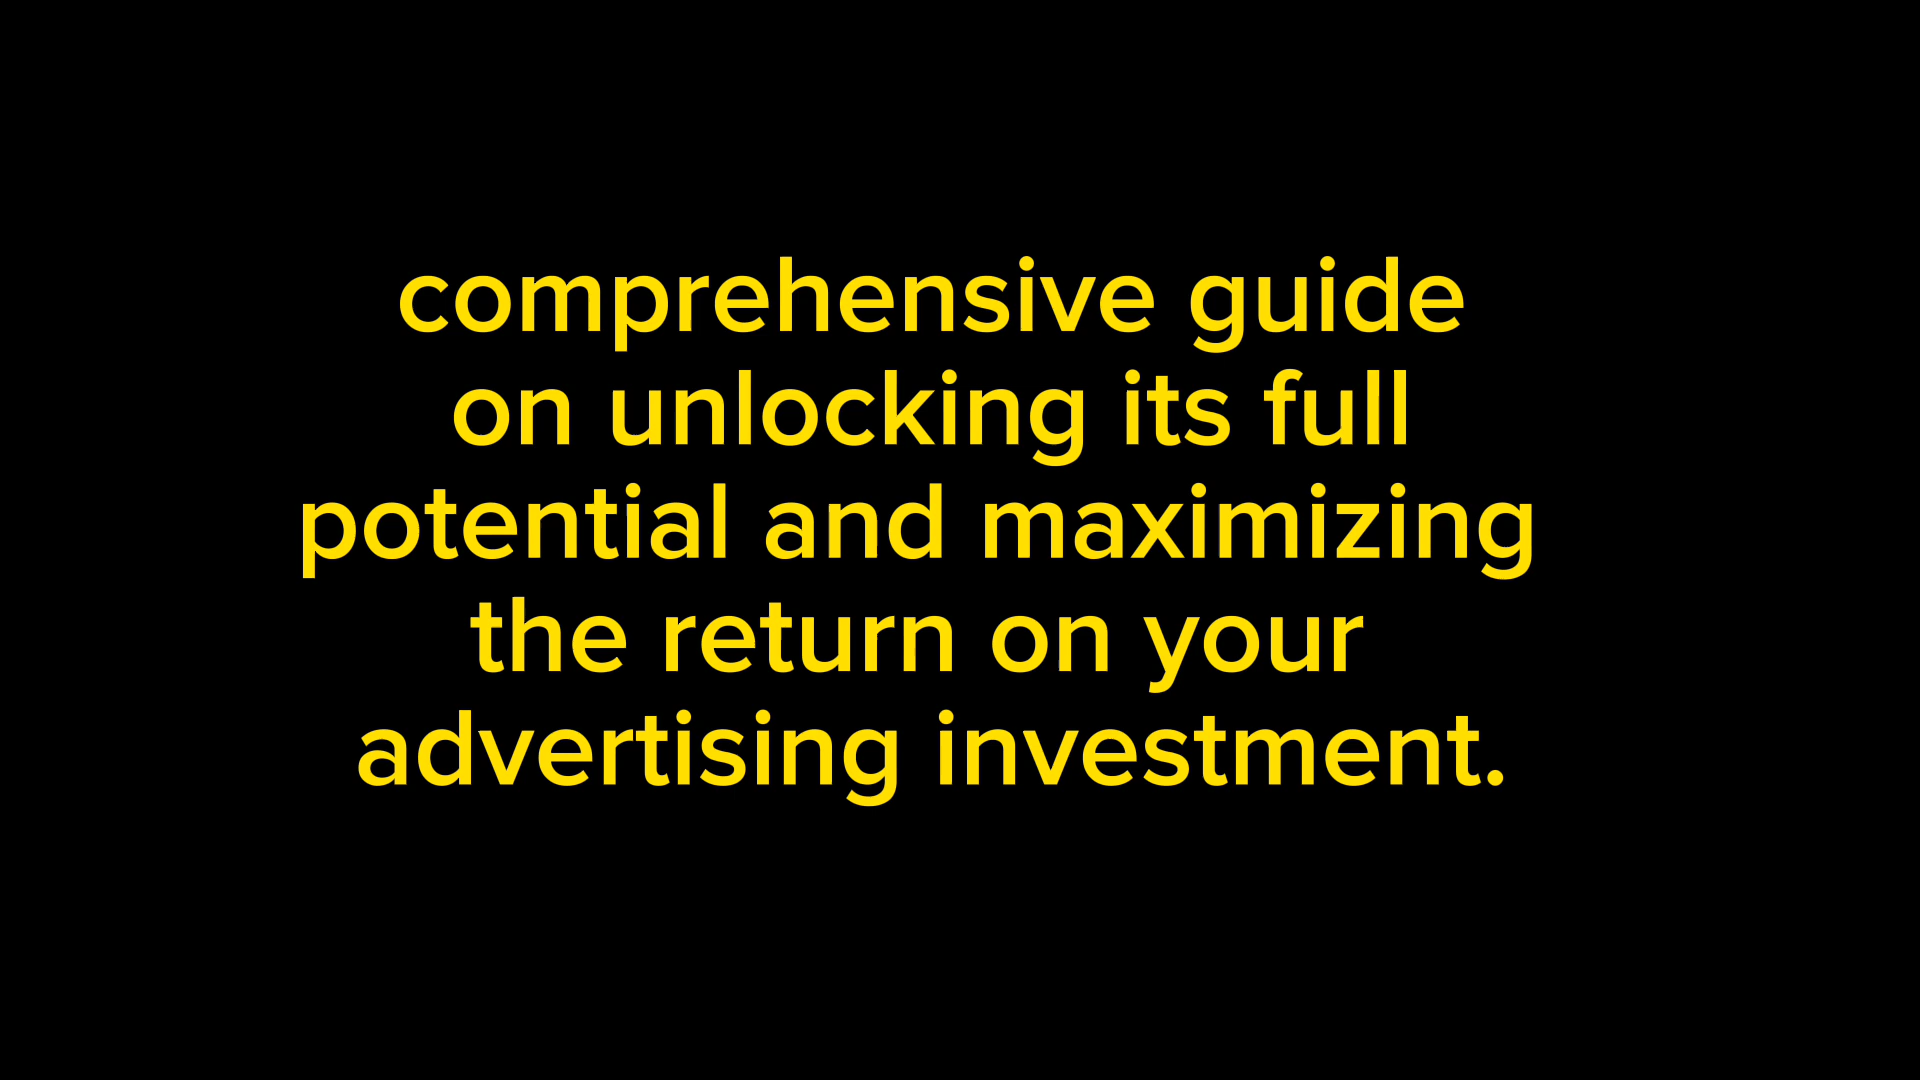 comprehensive guide
on unlocking its full
potential and maximizing
the return on your
advertising investment.